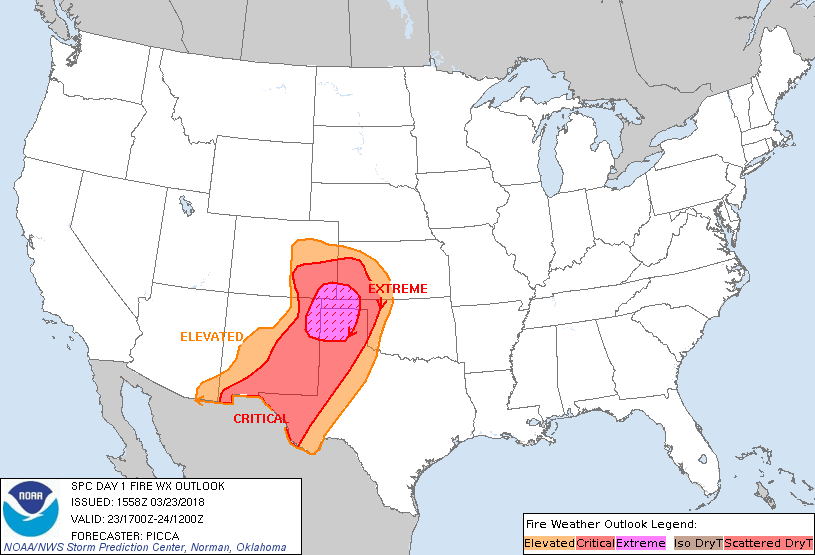 EXTREME
ELEVATED
CRITICAL
NOAA
SPC DAY 1 FIRE WX OUTLOOK
ISSUED: 1558Z 03/23/2018
VALID: 23/1700Z-24/1200Z
FORECASTER: PICCA
NOAA/NWS Storm Prediction Center, Norman, Oklahoma
Fire Weather Outlook Legend:
Elevated Critical Extreme Iso DryT Scattered DryT